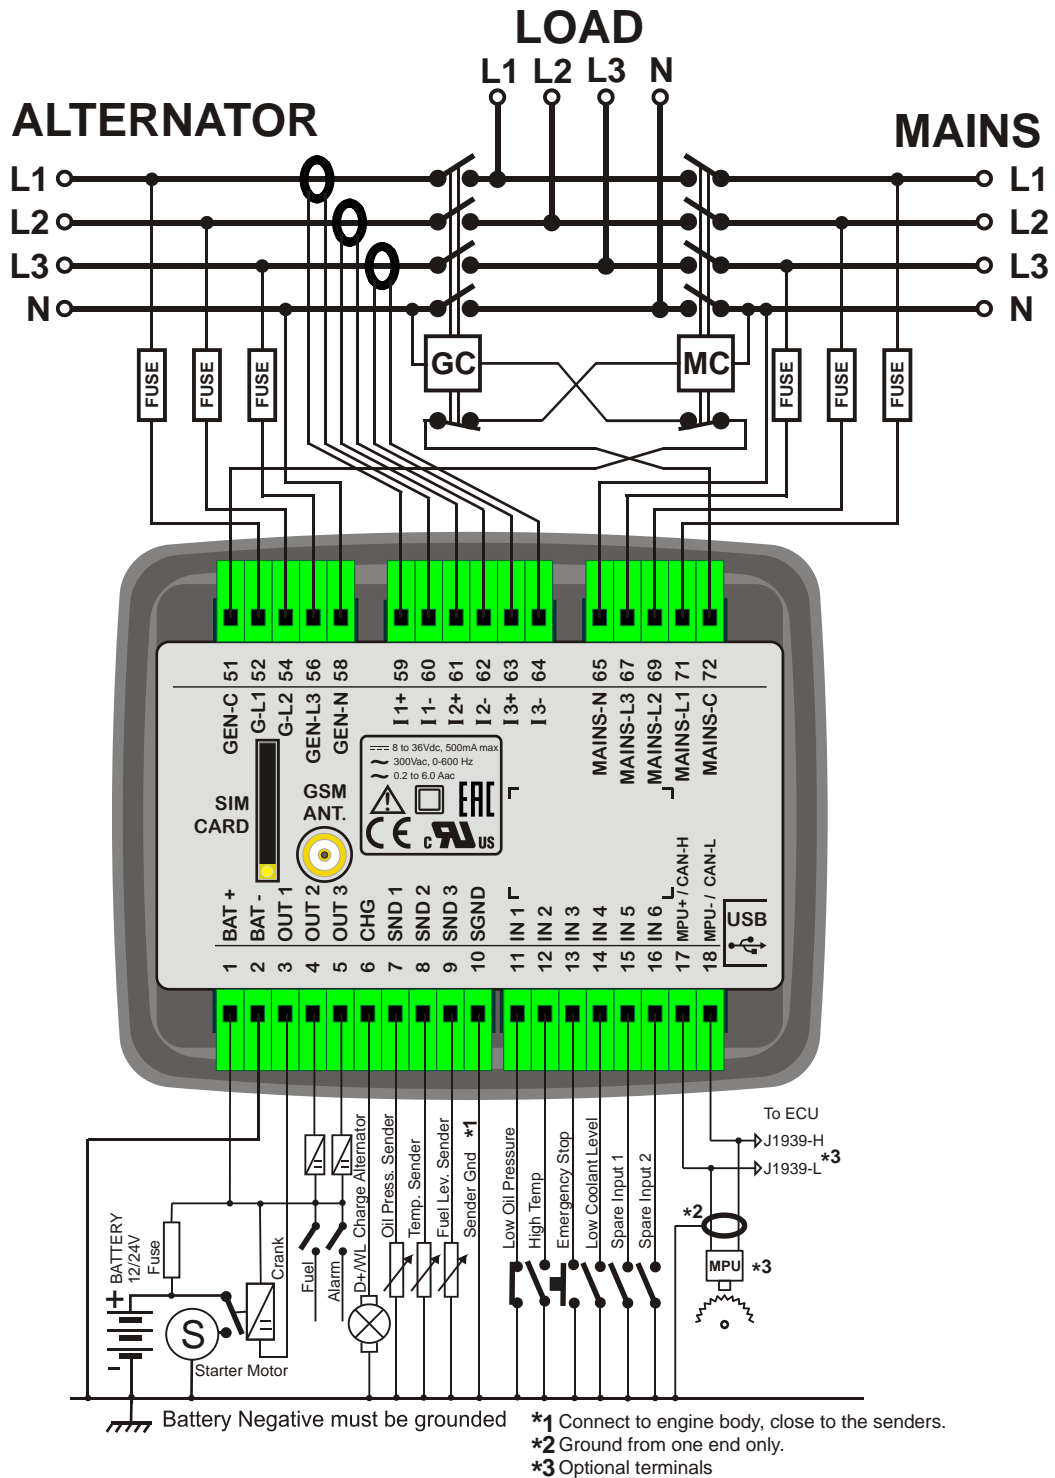 LOAD
L1 L2 L3 N
ALTERNATOR
MAINS
L1
L2
L3
N
L1
L2
L3
N
FUSE
FUSE
FUSE
GC
MC
FUSE
FUSE
FUSE
51 52 54 56 58
59 60 61 62 63 64
65 67 69 71 72
GEN-C
G-L1
G-L2
GEN-L3
GEN-N
I1+
I1-
I2+
I2-
I3+
I3-
MAINS-N
MAINS-L3
MAINS-L2
MAINS-L1
MAINS-C
8 to 36Vdc, 500mA max
300Vac, 0-600 Hz
0.2 to 6.0 Aac
EAC
CE
c RU US
SIM
CARD
GSM
ANT.
BAT +
BAT -
OUT 1
OUT 2
OUT 3
CHG
SND 1
SND 2
SND 3
SGND
IN 1
IN 2
IN 3
IN 4
IN 5
IN 6
MPU+ / CAN-H
MPU- / CAN-L
USB
1 2 3 4 5 6 7 8 9 10
11 12 13 14 15 16 17 18
BATTERY
12/24V
Fuse
+
-
S
Starter Motor
Crank
Fuel
Alarm
D+/WL Charge Alternator
Oil Press. Sender
Temp. Sender
Fuel Lev. Sender
Sender Gnd *1
Low Oil Pressure
High Temp
Emergency Stop
Low Coolant Level
Spare Input 1
Spare Input 2
To ECU
J1939-H
J1939-L
*3
*2
MPU
*3
Battery Negative must be grounded
*1 Connect to engine body, close to the senders.
*2 Ground from one end only.
*3 Optional terminals